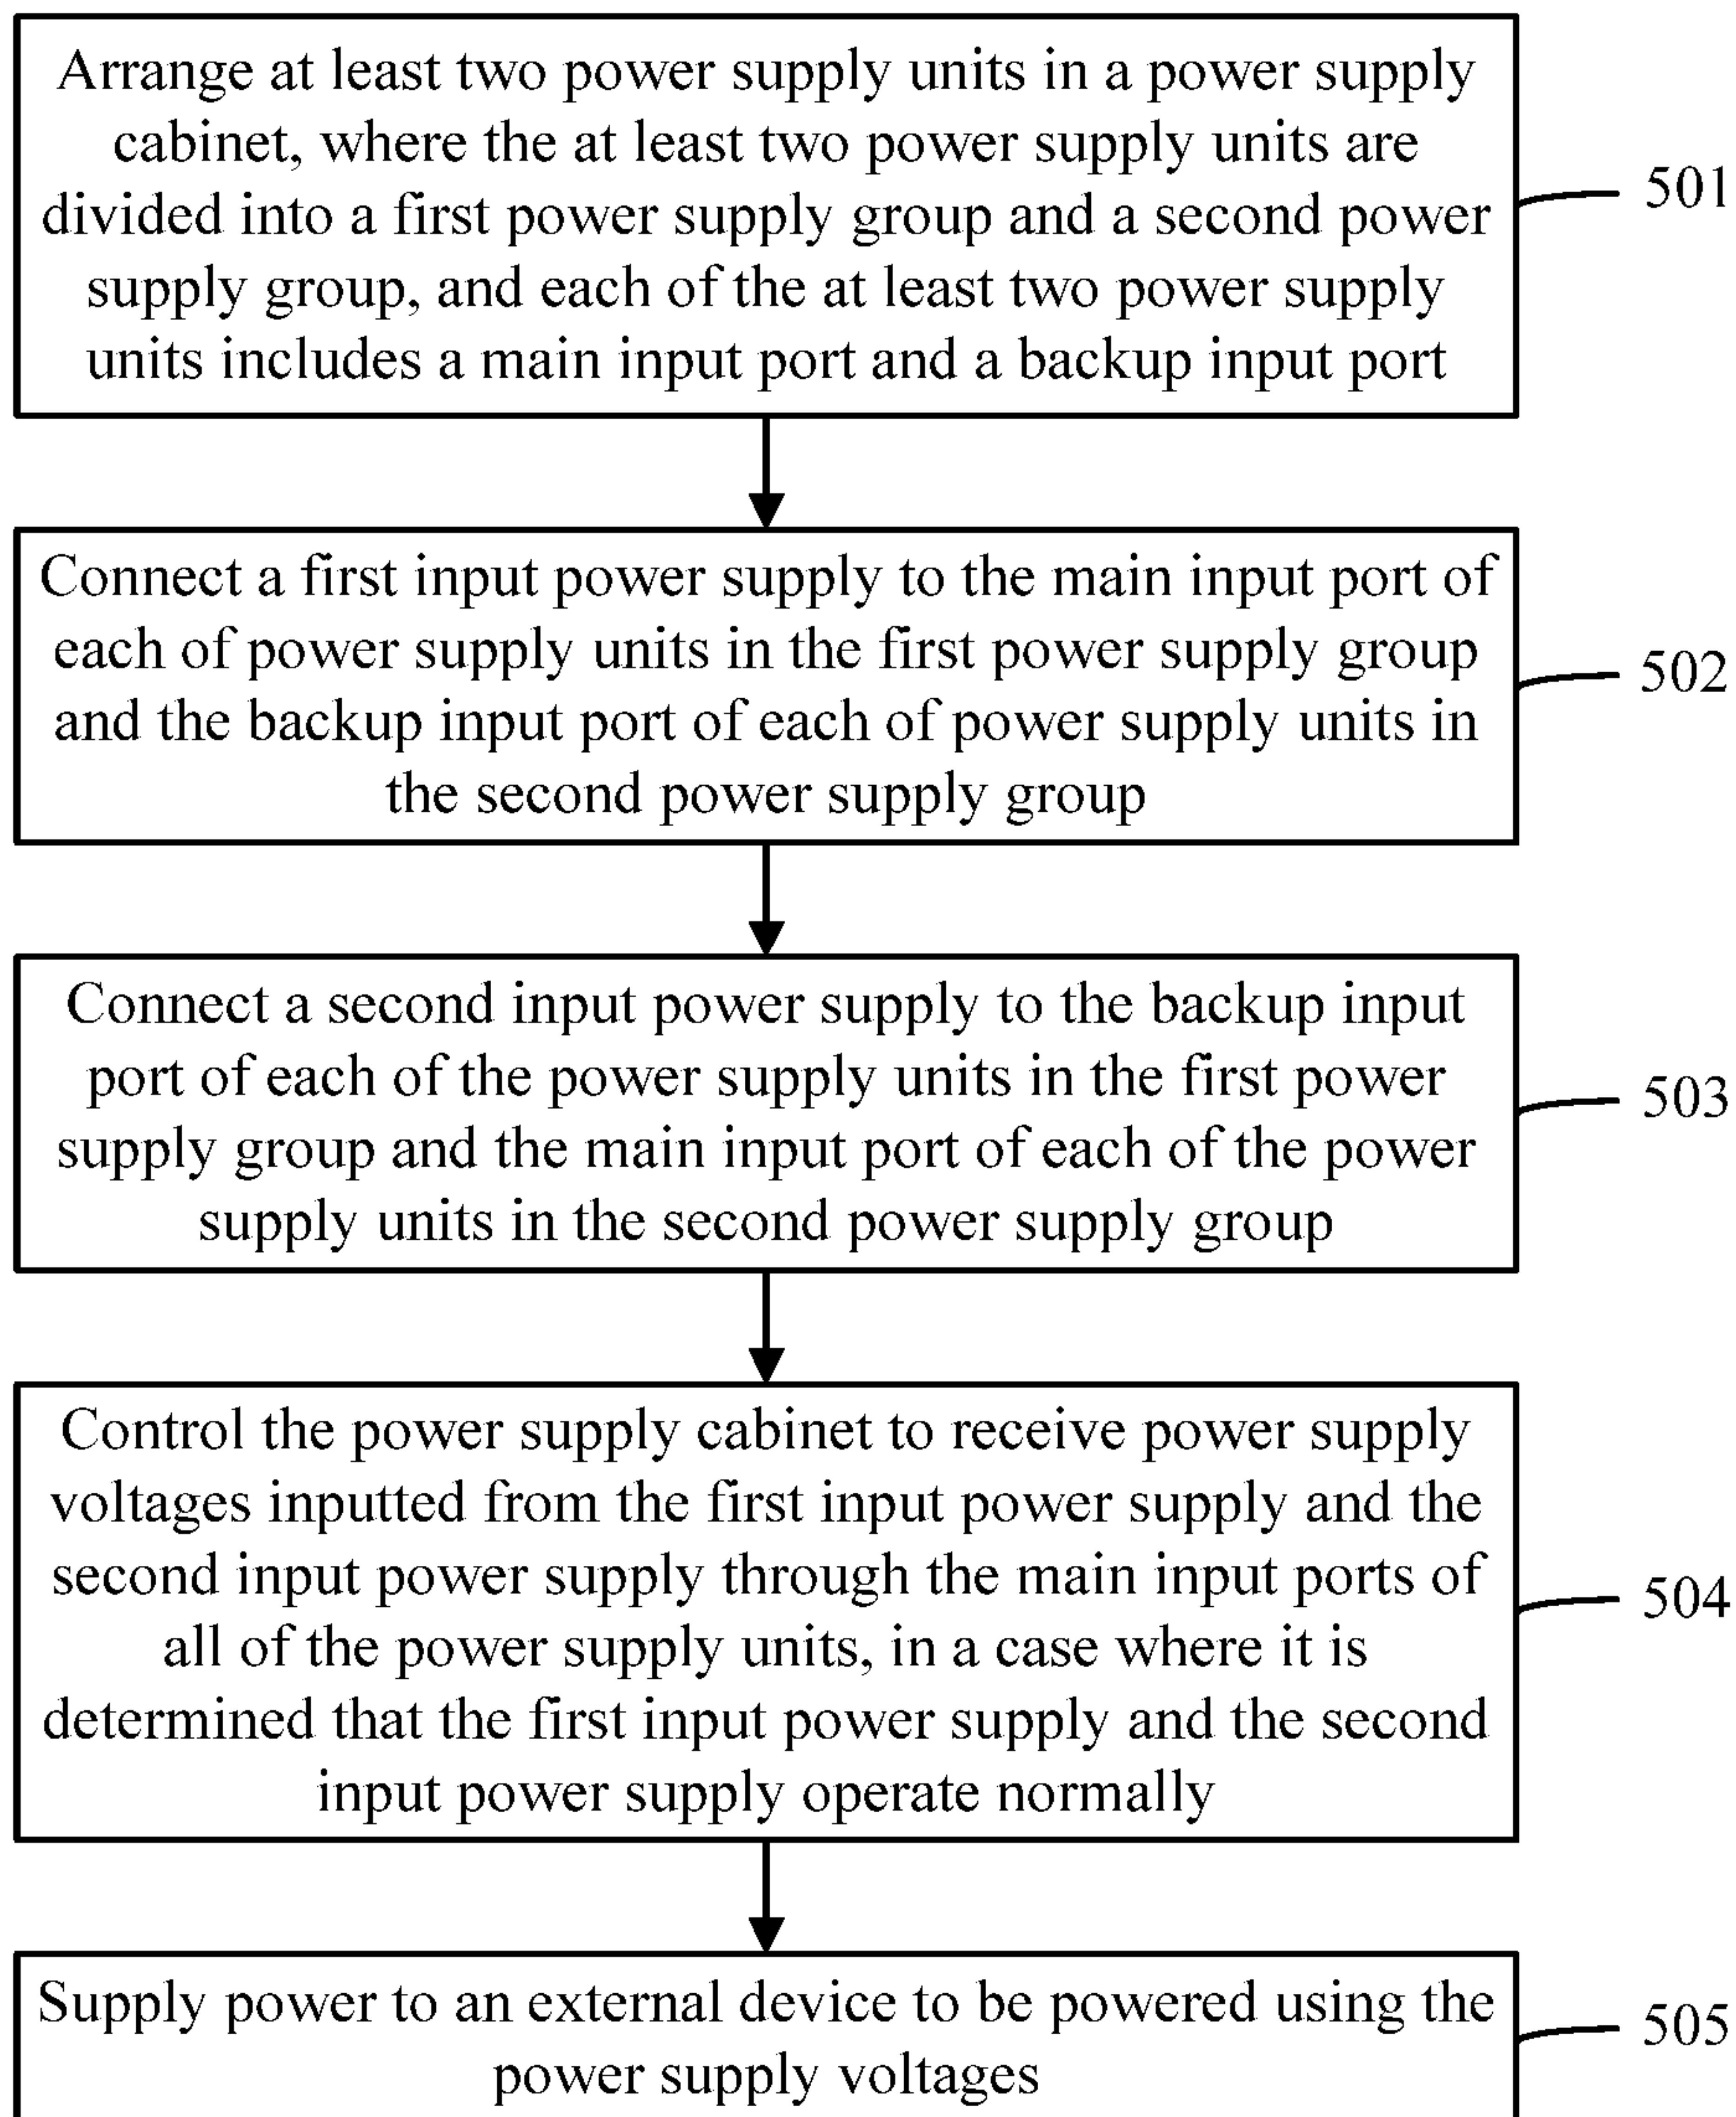 Arrange at least two power supply units in a power supply
cabinet, where the at least two power supply units are
divided into a first power supply group and a second power
supply group, and each of the at least two power supply
units includes a main input port and a backup input port
501
Connect a first input power supply to the main input port of
each of power supply units in the first power supply group
and the backup input port of each of power supply units in
the second power supply group
502
Connect a second input power supply to the backup input
port of each of the power supply units in the first power
supply group and the main input port of each of the power
supply units in the second power supply group
503
Control the power supply cabinet to receive power supply
voltages inputted from the first input power supply and the
second input power supply through the main input ports of
all of the power supply units, in a case where it is
determined that the first input power supply and the second
input power supply operate normally
504
Supply power to an external device to be powered using the
power supply voltages
505